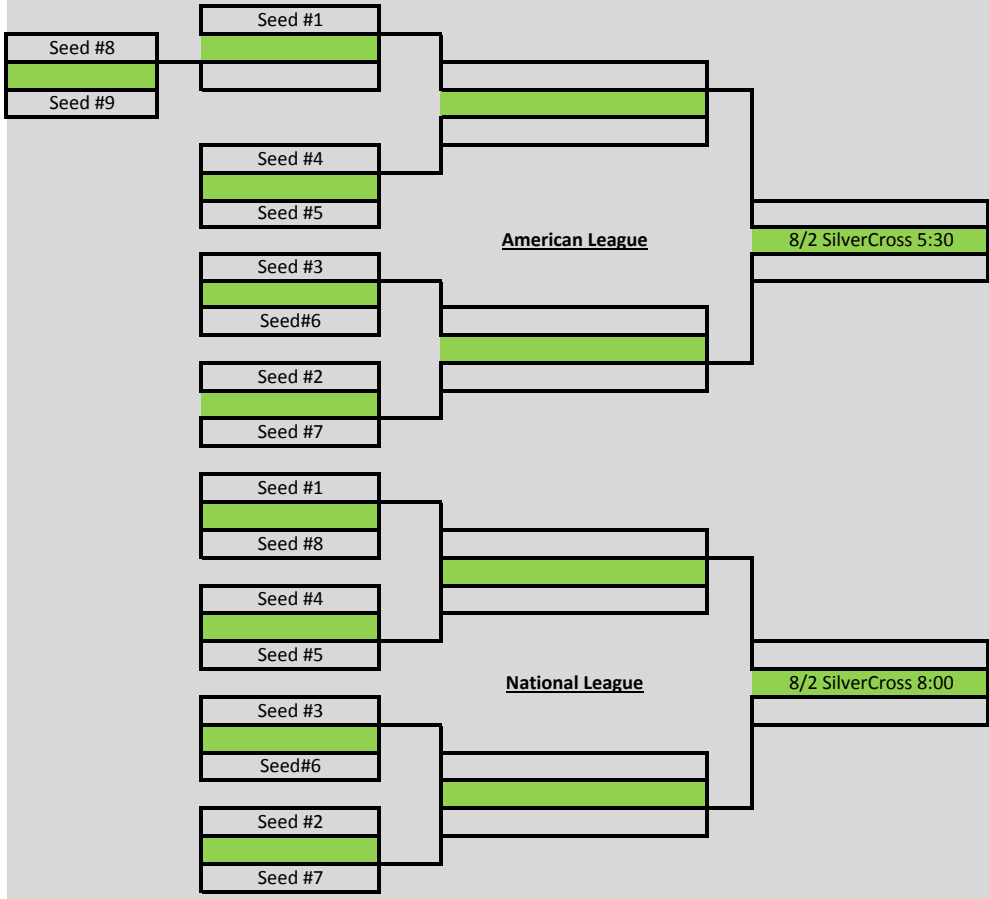 Seed #1
Seed #8
Seed #9
Seed #4
Seed #5
American League
8/2 SilverCross 5:30
Seed #3
Seed#6
Seed #2
Seed #7
Seed #1
Seed #8
Seed #4
Seed #5
National League
8/2 SilverCross 8:00
Seed #3
Seed#6
Seed #2
Seed #7